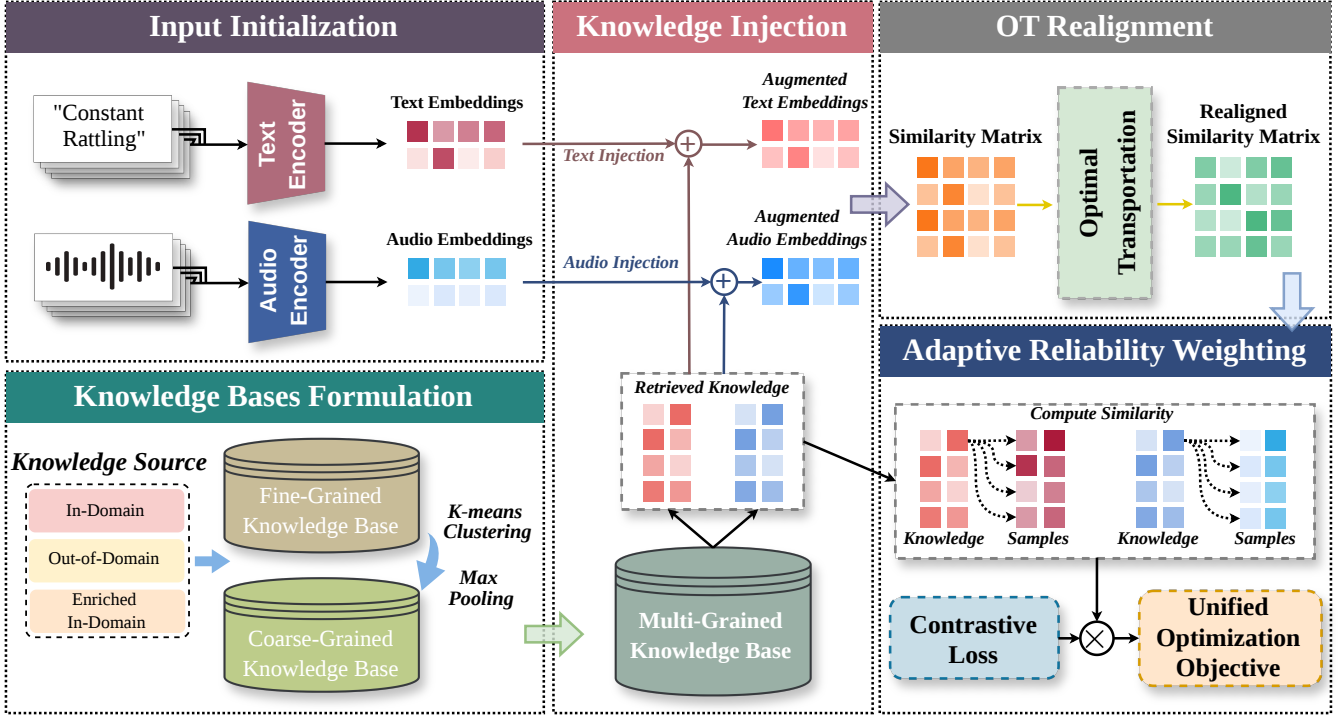 Input Initialization
"Constant
Rattling"
Text
Encoder
Text Embeddings
Audio
Encoder
Audio Embeddings
Knowledge Bases Formulation
Knowledge Source
In-Domain
Out-of-Domain
Enriched
In-Domain
Fine-Grained
Knowledge Base
K-means
Clustering
Max
Pooling
Coarse-Grained
Knowledge Base
Knowledge Injection
Text Injection
Augmented
Text Embeddings
Audio Injection
Augmented
Audio Embeddings
Retrieved Knowledge
Multi-Grained
Knowledge Base
OT Realignment
Similarity Matrix
Optimal
Transportation
Realigned
Similarity Matrix
Adaptive Reliability Weighting
Compute Similarity
Knowledge
Samples
Knowledge
Samples
Contrastive
Loss
Unified
Optimization
Objective